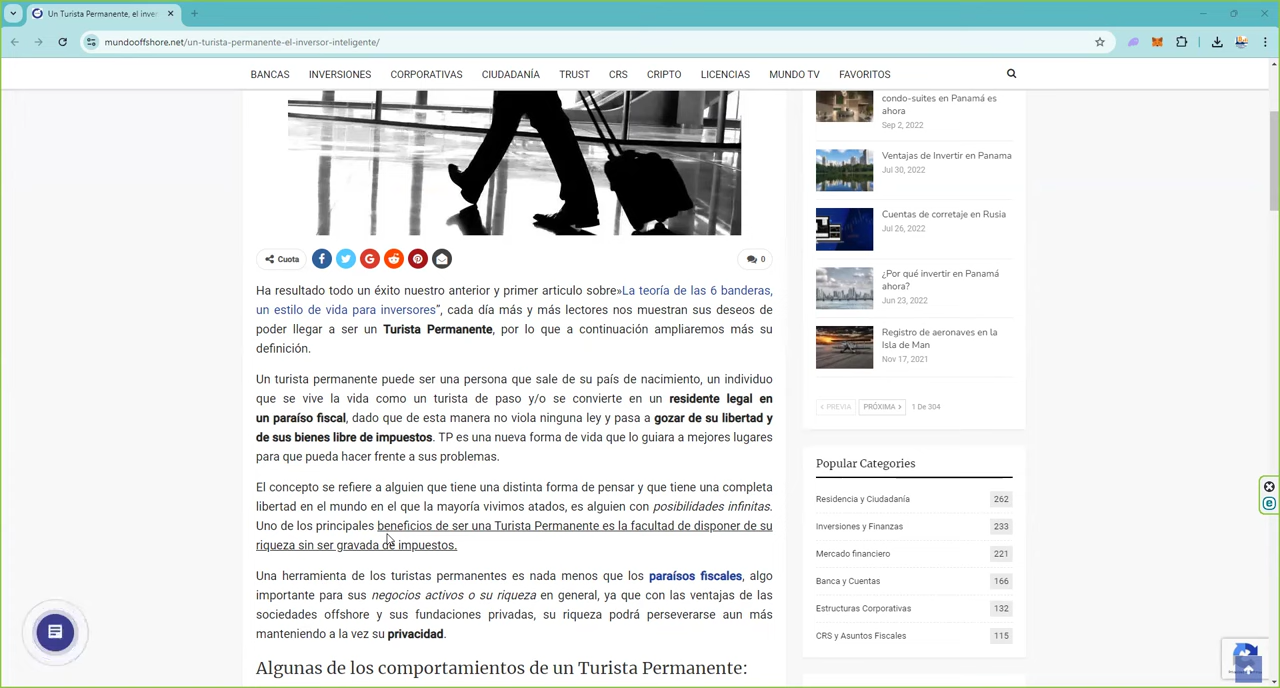 Un Turista Permanente, el inver
mundooffshore.net/un-turista-permanente-el-inversor-inteligente/
BANCAS INVERSIONES CORPORATIVAS CIUDADANÍA TRUST CRS CRIPTO LICENCIAS MUNDO TV FAVORITOS
Cuota
0
Ha resultado todo un éxito nuestro anterior y primer articulo sobre»La teoría de las 6 banderas,
un estilo de vida para inversores”, cada día más y más lectores nos muestran sus deseos de
poder llegar a ser un Turista Permanente, por lo que a continuación ampliaremos más su
definición.
Un turista permanente puede ser una persona que sale de su país de nacimiento, un individuo
que se vive la vida como un turista de paso y/o se convierte en un residente legal en
un paraíso fiscal, dado que de esta manera no viola ninguna ley y pasa a gozar de su libertad y
de sus bienes libre de impuestos. TP es una nueva forma de vida que lo guiara a mejores lugares
para que pueda hacer frente a sus problemas.
El concepto se refiere a alguien que tiene una distinta forma de pensar y que tiene una completa
libertad en el mundo en el que la mayoría vivimos atados, es alguien con posibilidades infinitas.
Uno de los principales beneficios de ser una Turista Permanente es la facultad de disponer de su
riqueza sin ser gravada de impuestos.
Una herramienta de los turistas permanentes es nada menos que los paraísos fiscales, algo
importante para sus negocios activos o su riqueza en general, ya que con las ventajas de las
sociedades offshore y sus fundaciones privadas, su riqueza podrá perseverarse aun más
manteniendo a la vez su privacidad.
Algunas de los comportamientos de un Turista Permanente:
condo-suites en Panamá es
ahora
Sep 2, 2022
Ventajas de Invertir en Panama
Jul 30, 2022
Cuentas de corretaje en Rusia
Jul 26, 2022
¿Por qué invertir en Panamá
ahora?
Jun 23, 2022
Registro de aeronaves en la
Isla de Man
Nov 17, 2021
PREVIA PRÓXIMA 1 De 304
Popular Categories
Residencia y Ciudadanía 262
Inversiones y Finanzas 233
Mercado financiero 221
Banca y Cuentas 166
Estructuras Corporativas 132
CRS y Asuntos Fiscales 115